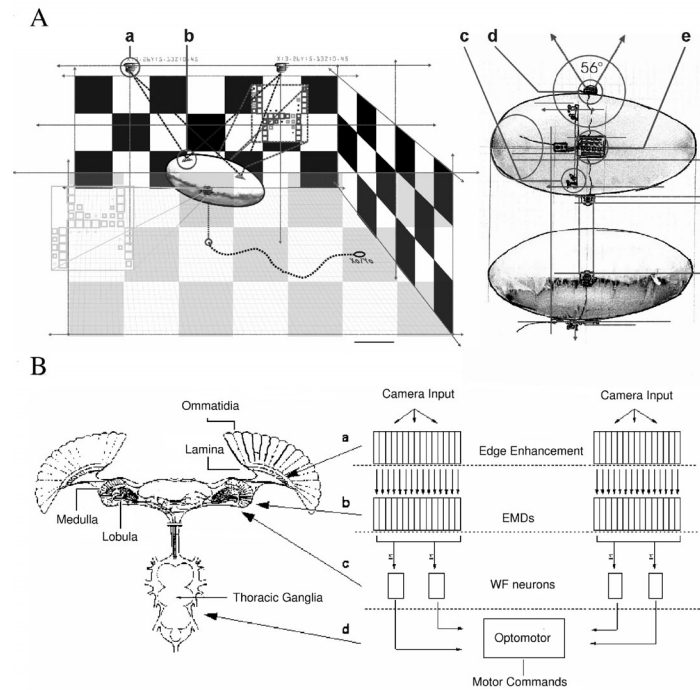 A
a b c d e
56°
B
Ommatidia
Lamina
Medulla
Lobula
Thoracic Ganglia
Camera Input Camera Input
a Edge Enhancement
b EMDs
c WF neurons
d Optomotor
Motor Commands